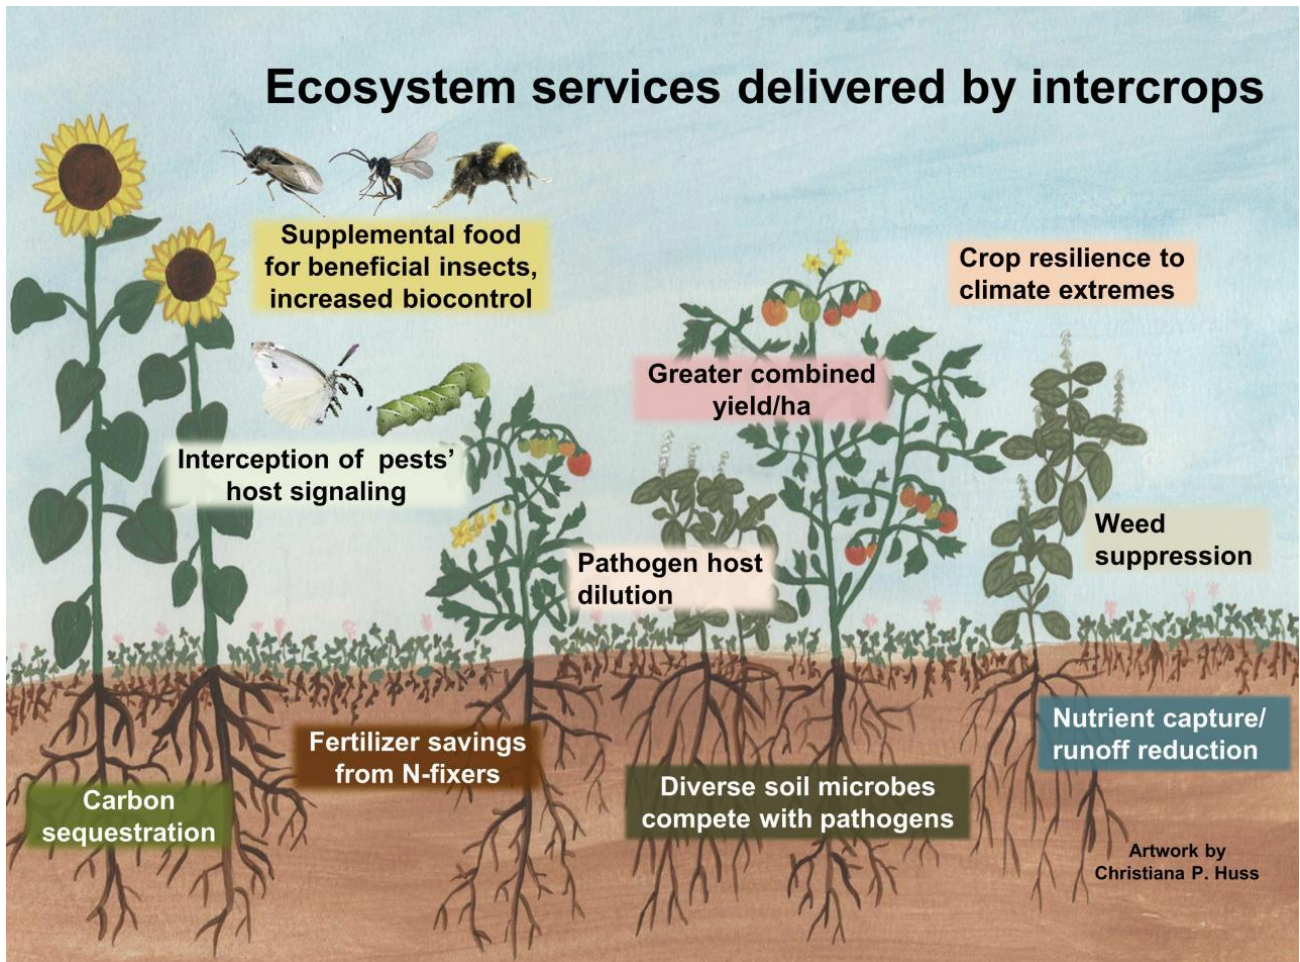 Ecosystem services delivered by intercrops
Supplemental food
for beneficial insects,
increased biocontrol
Crop resilience to
climate extremes
Greater combined
yield/ha
Interception of pests’
host signaling
Weed
suppression
Pathogen host
dilution
Nutrient capture/
runoff reduction
Fertilizer savings
from N-fixers
Diverse soil microbes
compete with pathogens
Carbon
sequestration
Artwork by
Christiana P. Huss